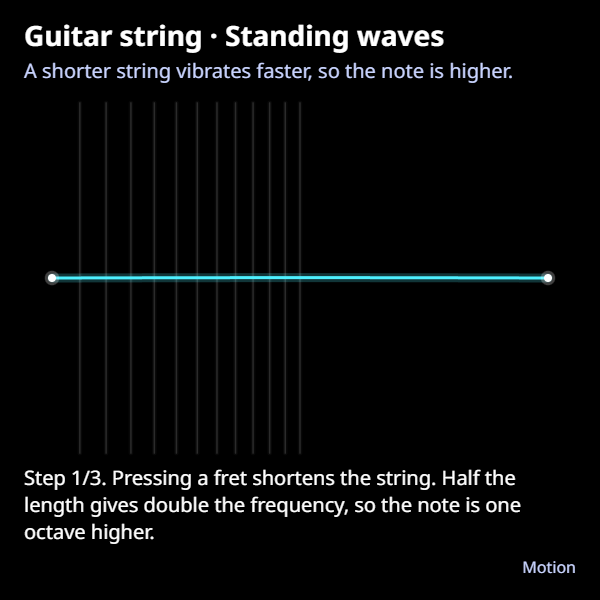 Guitar string · Standing waves
A shorter string vibrates faster, so the note is higher.
Step 1/3. Pressing a fret shortens the string. Half the
length gives double the frequency, so the note is one
octave higher.
Motion